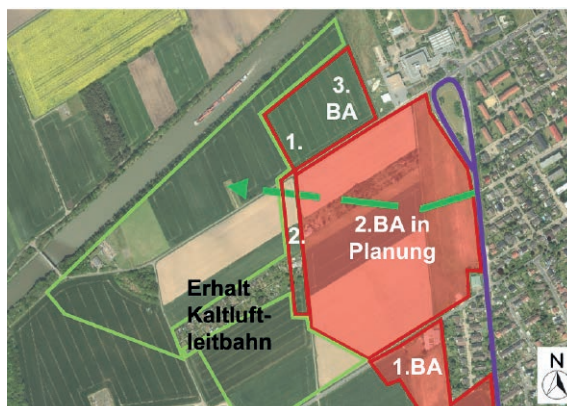 3.
BA
1.
2.
2.BA in
Planung
Erhalt
Kaltluft-
leitbahn
1.BA
N